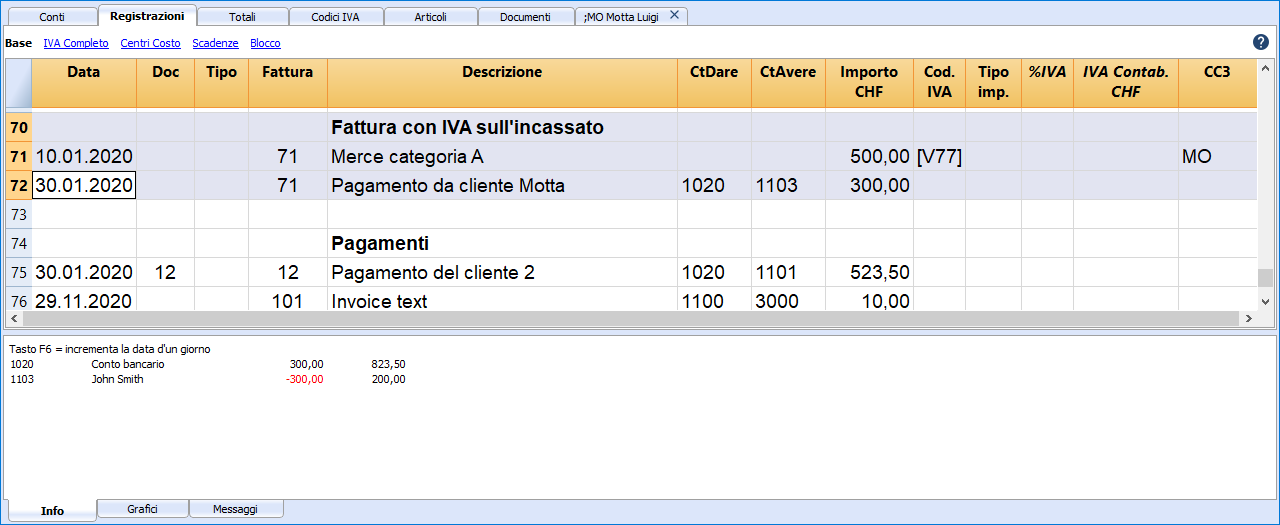 Conti Registrazioni Totali Codici IVA Articoli Documenti ;MO Motta Luigi ✕
Base IVA Completo Centri Costo Scadenze Blocco ?
Data Doc Tipo Fattura Descrizione CtDare CtAvere Importo CHF Cod. IVA Tipo imp. %IVA IVA Contab. CHF CC3
70 Fattura con IVA sull'incassato
71 10.01.2020 71 Merce categoria A 500,00 [V77] MO
72 30.01.2020 71 Pagamento da cliente Motta 1020 1103 300,00
73
74 Pagamenti
75 30.01.2020 12 12 Pagamento del cliente 2 1020 1101 523,50
76 29.11.2020 101 Invoice text 1100 3000 10,00
Tasto F6 = incrementa la data d'un giorno
1020 Conto bancario 300,00 823,50
1103 John Smith -300,00 200,00
Info Grafici Messaggi